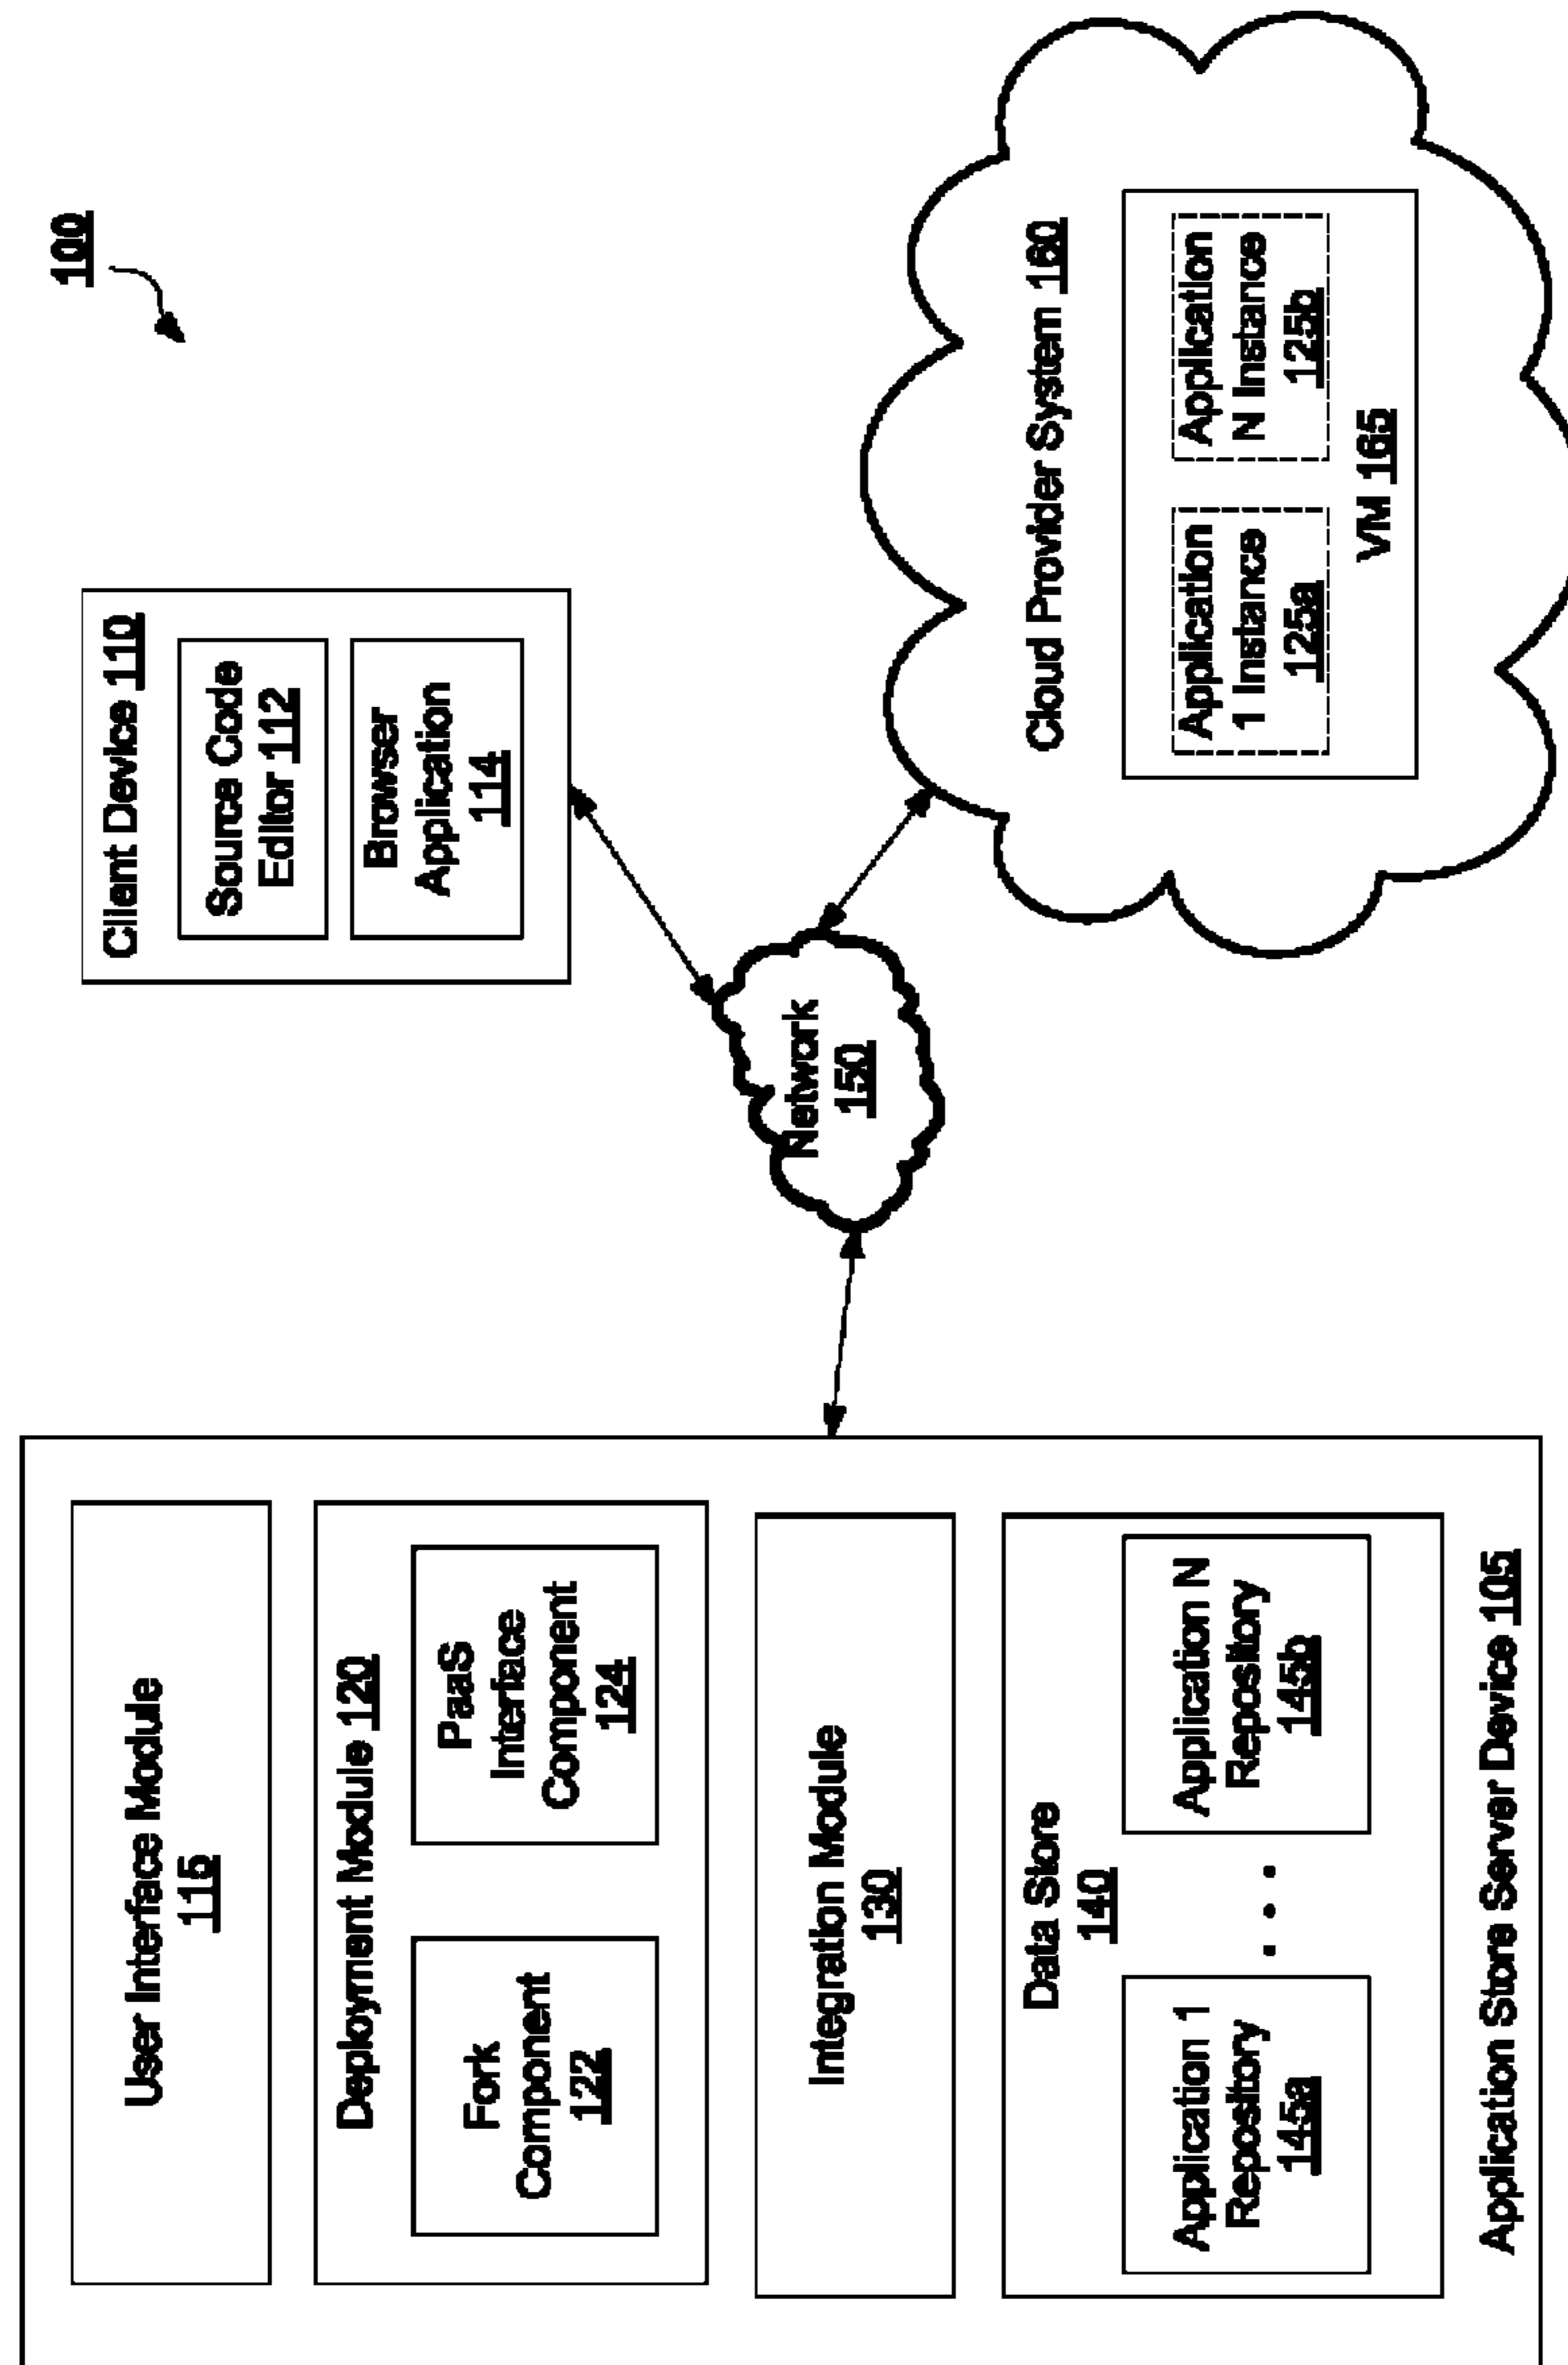 100
User Interface Module
115
Deployment Module 120
Fork
Component
122
PaaS
Interface
Component
124
Integration Module
130
Data Store
140
Application 1
Repository
145a
. . .
Application N
Repository
145b
Application Store Server Device 105
Network
150
Client Device 110
Source Code
Editor 112
Browser
Application
114
Cloud Provider System 160
Application
1 Instance
125a
Application
N Instance
125b
VM 165